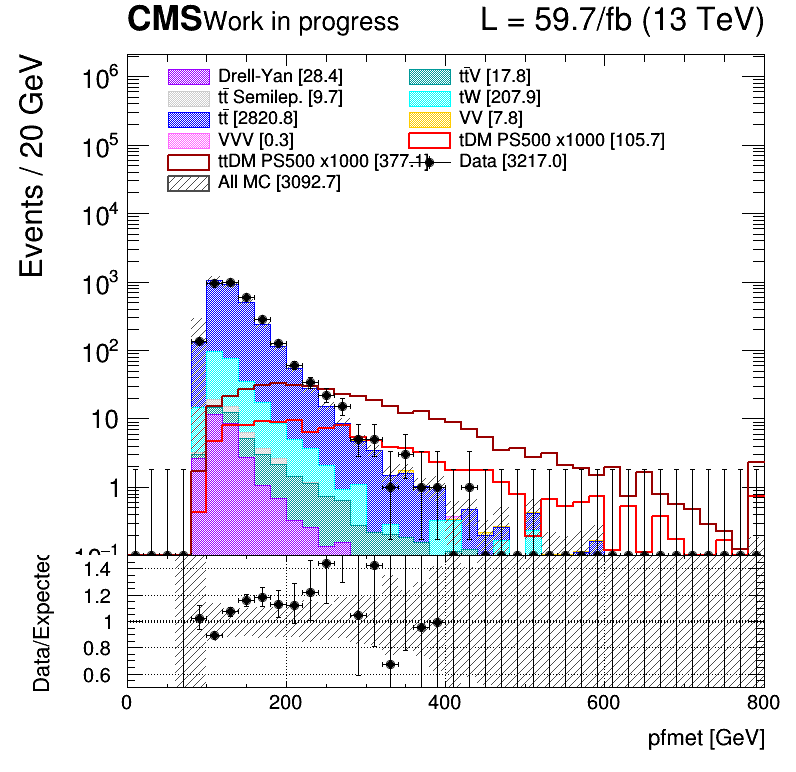 CMS Work in progress L = 59.7/fb (13 TeV)
Events / 20 GeV
Drell-Yan [28.4] tt̄V [17.8]
tt̄ Semilep. [9.7] tW [207.9]
tt̄ [2820.8] VV [7.8]
VVV [0.3] tDM PS500 x1000 [105.7]
ttDM PS500 x1000 [377.1] Data [3217.0]
All MC [3092.7]
10⁶
10⁵
10⁴
10³
10²
10
1
10⁻¹
Data/Expected
1.4
1.2
1
0.8
0.6
0 200 400 600 800
pfmet [GeV]